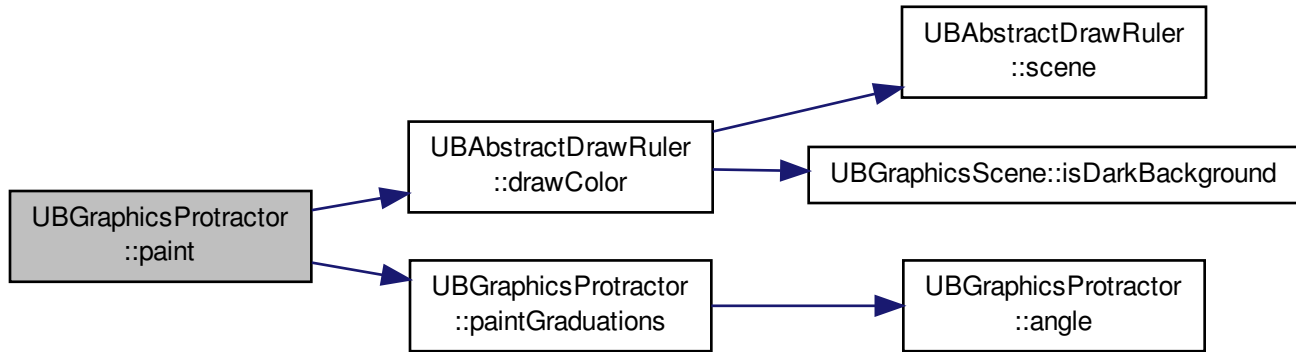 UBGraphicsProtractor
::paint
UBAbstractDrawRuler
::drawColor
UBAbstractDrawRuler
::scene
UBGraphicsScene::isDarkBackground
UBGraphicsProtractor
::paintGraduations
UBGraphicsProtractor
::angle